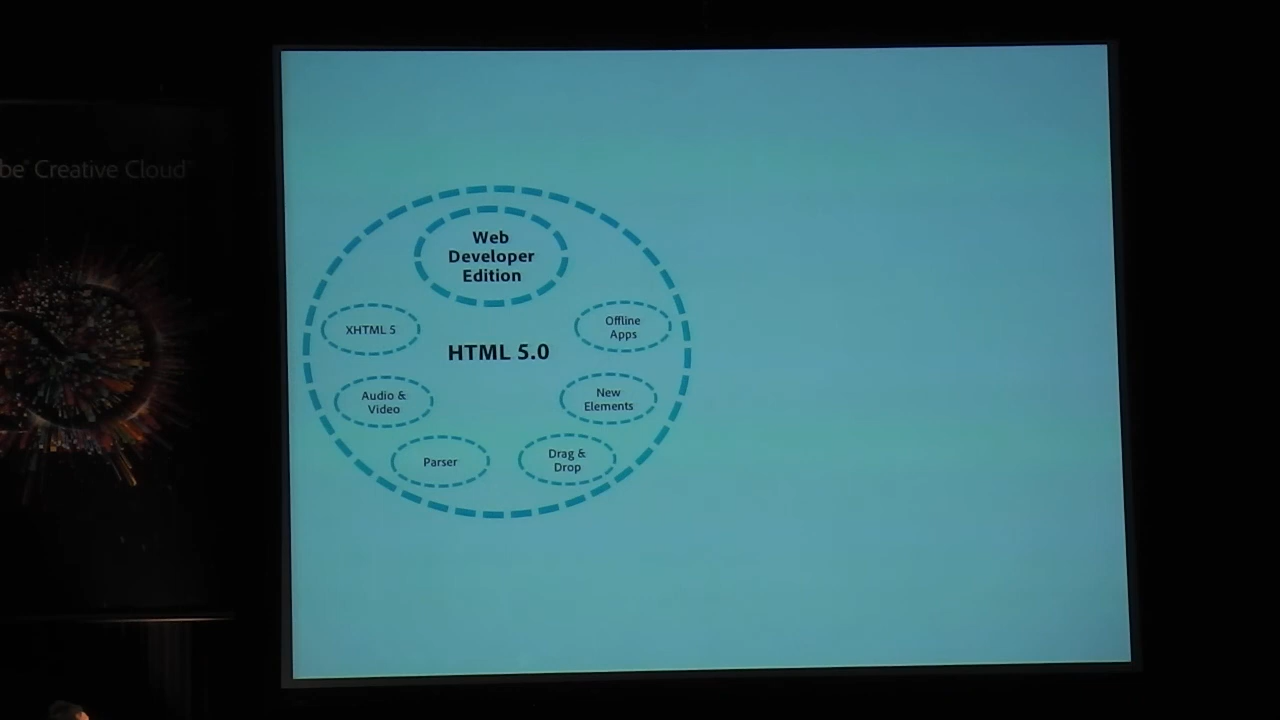 Creative Cloud
Web
Developer
Edition
XHTML 5
Offline
Apps
HTML 5.0
Audio &
Video
New
Elements
Parser
Drag &
Drop